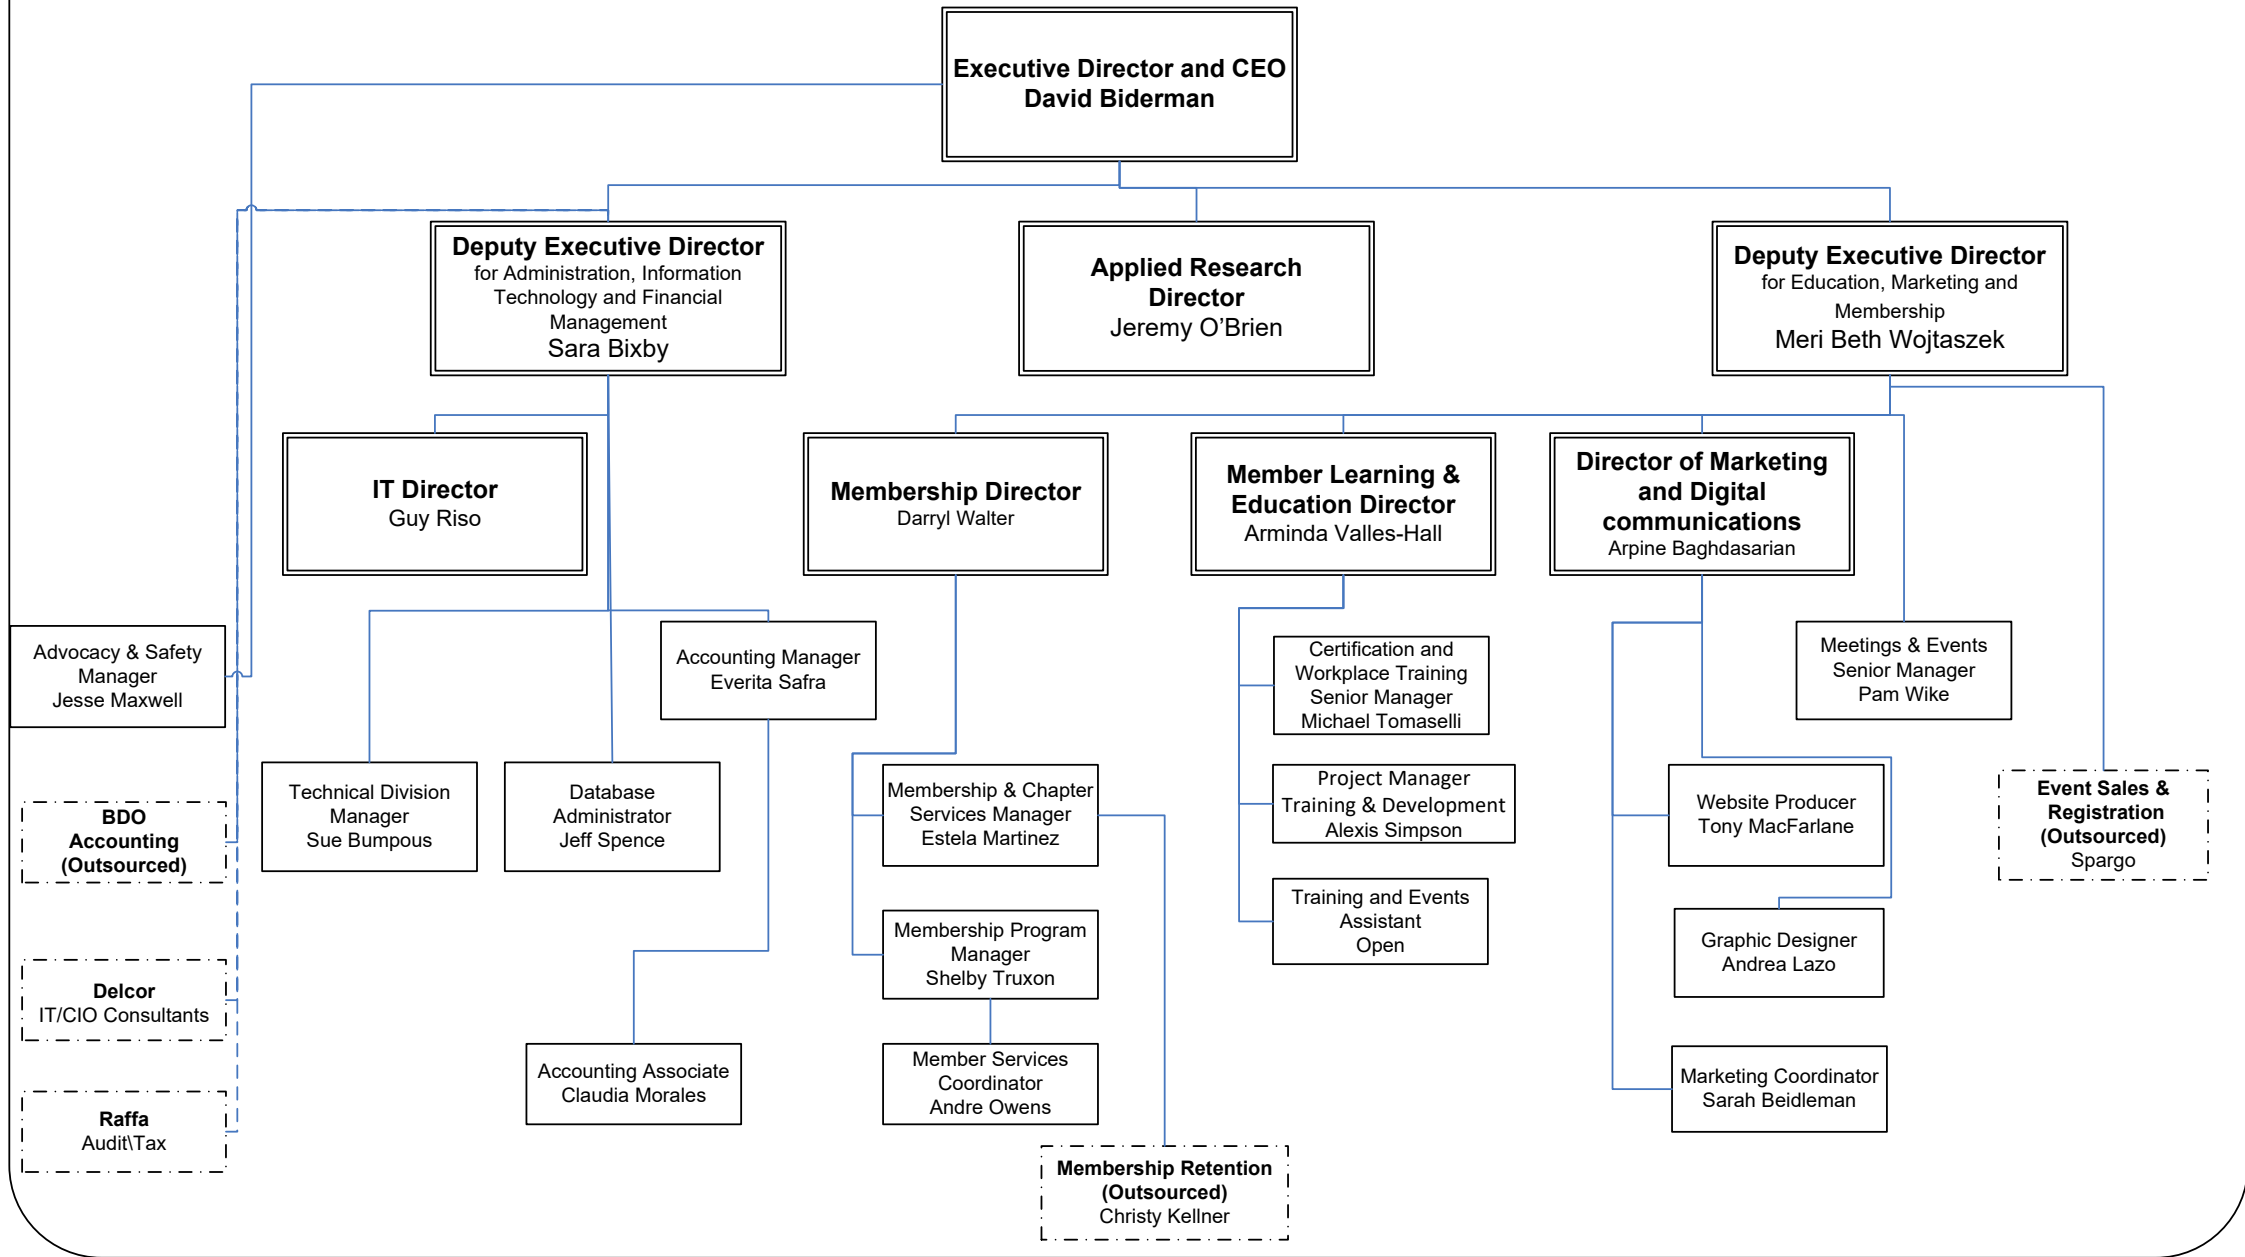 Executive Director and CEO
David Biderman
Deputy Executive Director
for Administration, Information
Technology and Financial
Management
Sara Bixby
Applied Research
Director
Jeremy O’Brien
Deputy Executive Director
for Education, Marketing and
Membership
Meri Beth Wojtaszek
IT Director
Guy Riso
Membership Director
Darryl Walter
Member Learning &
Education Director
Arminda Valles-Hall
Director of Marketing
and Digital
communications
Arpine Baghdasarian
Advocacy & Safety
Manager
Jesse Maxwell
Accounting Manager
Everita Safra
Certification and
Workplace Training
Senior Manager
Michael Tomaselli
Meetings & Events
Senior Manager
Pam Wike
Technical Division
Manager
Sue Bumpous
Database
Administrator
Jeff Spence
Membership & Chapter
Services Manager
Estela Martinez
Project Manager
Training & Development
Alexis Simpson
Website Producer
Tony MacFarlane
Event Sales &
Registration
(Outsourced)
Spargo
BDO
Accounting
(Outsourced)
Membership Program
Manager
Shelby Truxon
Training and Events
Assistant
Open
Graphic Designer
Andrea Lazo
Delcor
IT/CIO Consultants
Accounting Associate
Claudia Morales
Member Services
Coordinator
Andre Owens
Marketing Coordinator
Sarah Beidleman
Raffa
Audit\Tax
Membership Retention
(Outsourced)
Christy Kellner